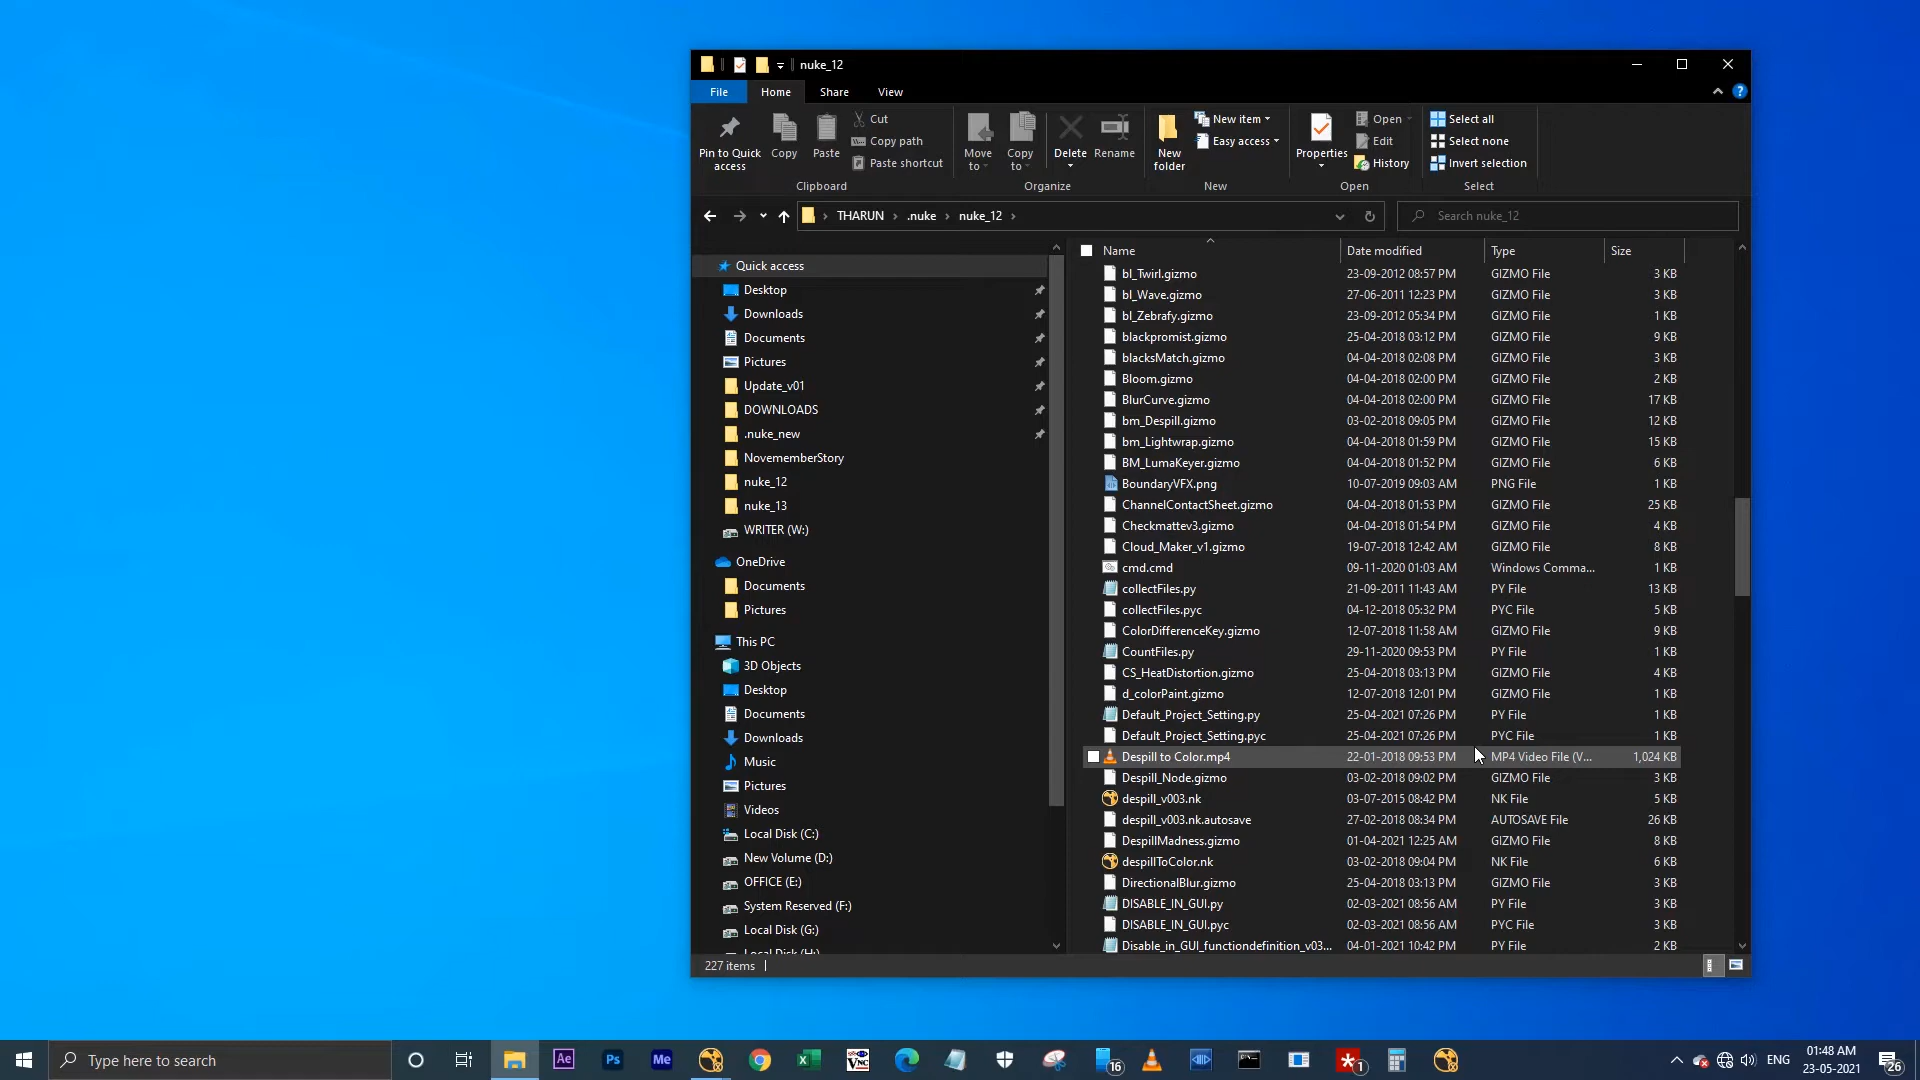 nuke_12
File Home Share View
Pin to Quick access
Copy
Paste
Cut
Copy path
Paste shortcut
Clipboard
Move to
Copy to
Delete
Rename
Organize
New folder
New item
Easy access
New
Properties
Open
Edit
History
Open
Select all
Select none
Invert selection
Select
THARUN > .nuke > nuke_12 >
Search nuke_12
Quick access
Desktop
Downloads
Documents
Pictures
Update_v01
DOWNLOADS
.nuke_new
NovememberStory
nuke_12
nuke_13
WRITER (W:)
OneDrive
Documents
Pictures
This PC
3D Objects
Desktop
Documents
Downloads
Music
Pictures
Videos
Local Disk (C:)
New Volume (D:)
OFFICE (E:)
System Reserved (F:)
Local Disk (G:)
Local Disk (H:)
Name Date modified Type Size
bl_Twirl.gizmo 23-09-2012 08:57 PM GIZMO File 3 KB
bl_Wave.gizmo 27-06-2011 12:23 PM GIZMO File 3 KB
bl_Zebrafy.gizmo 23-09-2012 05:34 PM GIZMO File 1 KB
blackpromist.gizmo 25-04-2018 03:12 PM GIZMO File 9 KB
blacksMatch.gizmo 04-04-2018 02:08 PM GIZMO File 3 KB
Bloom.gizmo 04-04-2018 02:00 PM GIZMO File 2 KB
BlurCurve.gizmo 04-04-2018 02:00 PM GIZMO File 17 KB
bm_Despill.gizmo 03-02-2018 09:05 PM GIZMO File 12 KB
bm_Lightwrap.gizmo 04-04-2018 01:59 PM GIZMO File 15 KB
BM_LumaKeyer.gizmo 04-04-2018 01:52 PM GIZMO File 6 KB
BoundaryVFX.png 10-07-2019 09:03 AM PNG File 1 KB
ChannelContactSheet.gizmo 04-04-2018 01:53 PM GIZMO File 25 KB
Checkmattev3.gizmo 04-04-2018 01:54 PM GIZMO File 4 KB
Cloud_Maker_v1.gizmo 19-07-2018 12:42 AM GIZMO File 8 KB
cmd.cmd 09-11-2020 01:03 AM Windows Comma... 1 KB
collectFiles.py 21-09-2011 11:43 AM PY File 13 KB
collectFiles.pyc 04-12-2018 05:32 PM PYC File 5 KB
ColorDifferenceKey.gizmo 12-07-2018 11:58 AM GIZMO File 9 KB
CountFiles.py 29-11-2020 09:53 PM PY File 1 KB
CS_HeatDistortion.gizmo 25-04-2018 03:13 PM GIZMO File 4 KB
d_colorPaint.gizmo 12-07-2018 12:01 PM GIZMO File 1 KB
Default_Project_Setting.py 25-04-2021 07:26 PM PY File 1 KB
Default_Project_Setting.pyc 25-04-2021 07:26 PM PYC File 1 KB
Despill to Color.mp4 22-01-2018 09:53 PM MP4 Video File (V... 1,024 KB
Despill_Node.gizmo 03-02-2018 09:02 PM GIZMO File 3 KB
despill_v003.nk 03-07-2015 08:42 PM NK File 5 KB
despill_v003.nk.autosave 27-02-2018 08:34 PM AUTOSAVE File 26 KB
DespillMadness.gizmo 01-04-2021 12:25 AM GIZMO File 8 KB
despillToColor.nk 03-02-2018 09:04 PM NK File 6 KB
DirectionalBlur.gizmo 25-04-2018 03:13 PM GIZMO File 3 KB
DISABLE_IN_GUI.py 02-03-2021 08:56 AM PY File 3 KB
DISABLE_IN_GUI.pyc 02-03-2021 08:56 AM PYC File 3 KB
Disable_in_GUI_functiondefinition_v03... 04-01-2021 10:42 PM PY File 2 KB
227 items
Type here to search
Ae
Ps
Me
VNC
16
1
ENG
01:48 AM
23-05-2021
26